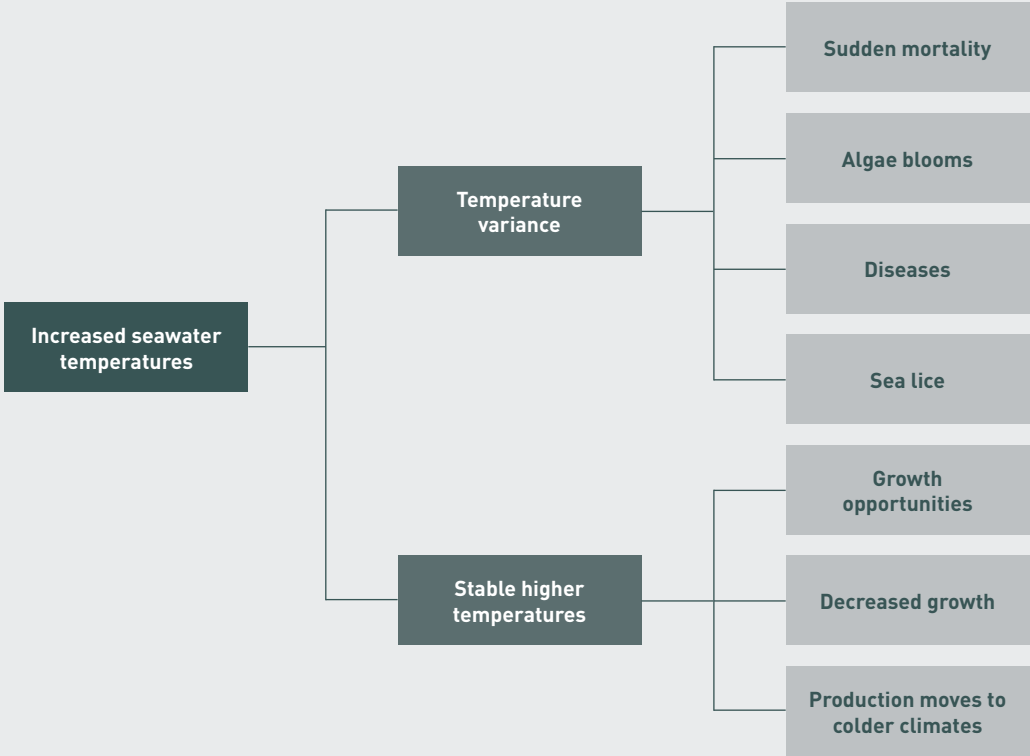 Increased seawater
temperatures
Temperature
variance
Sudden mortality
Algae blooms
Diseases
Sea lice
Stable higher
temperatures
Growth
opportunities
Decreased growth
Production moves to
colder climates